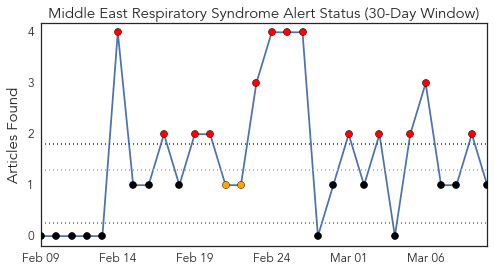 Middle East Respiratory Syndrome Alert Status (30-Day Window)
Articles Found
4
3
2
1
0
Feb 09 Feb 14 Feb 19 Feb 24 Mar 01 Mar 06